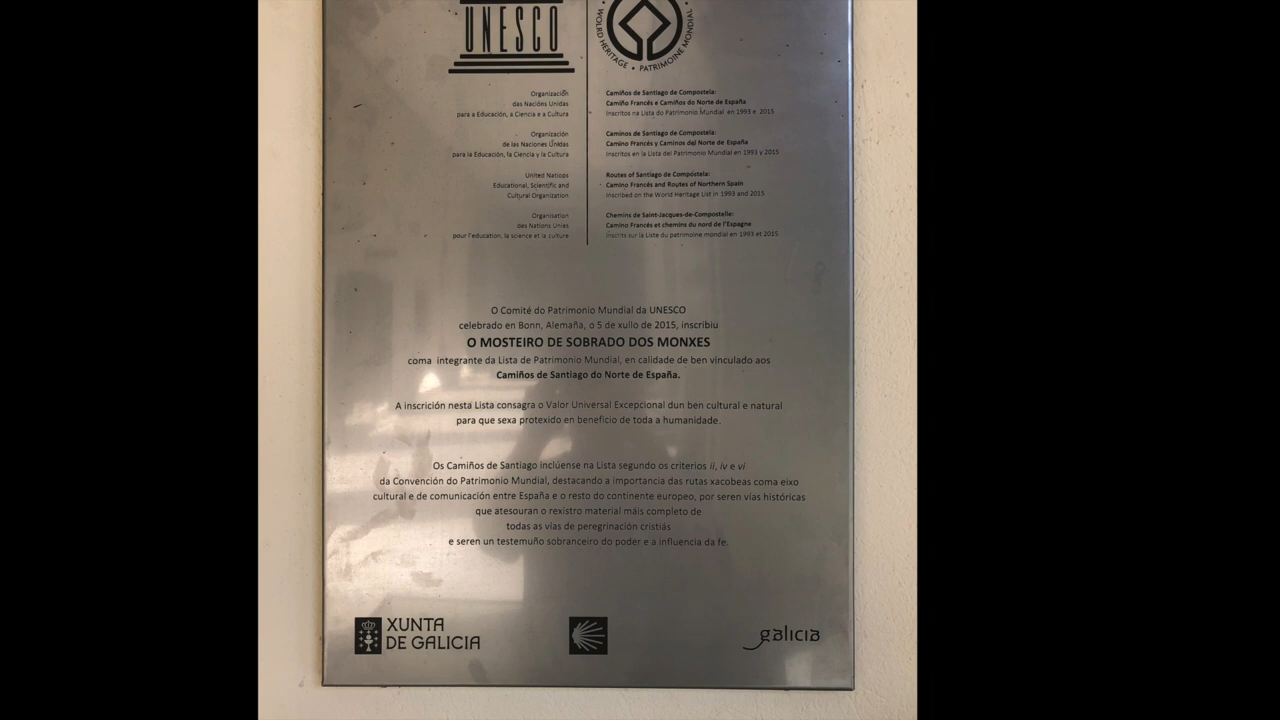 UNESCO
WOLRD HERITAGE • PATRIMOINE MONDIAL
Organización
das Nacións Unidas
para a Educación, a Ciencia e a Cultura
Camiños de Santiago de Compostela:
Camiño Francés e Camiños do Norte de España
Inscritos na Lista do Patrimonio Mundial en 1993 e 2015
Organización
de las Naciones Unidas
para la Educación, la Ciencia y la Cultura
Caminos de Santiago de Compostela:
Camino Francés y Caminos del Norte de España
Inscritos en la Lista del Patrimonio Mundial en 1993 y 2015
United Nations
Educational, Scientific and
Cultural Organization
Routes of Santiago de Compostela:
Camino Francés and Routes of Northern Spain
Inscribed on the World Heritage List in 1993 and 2015
Organisation
des Nations Unies
pour l'education, la science et la culture
Chemins de Saint-Jacques-de-Compostelle:
Camino Francés et chemins du nord de l'Espagne
Inscrits sur la Liste du patrimoine mondial en 1993 et 2015
O Comité do Patrimonio Mundial da UNESCO
celebrado en Bonn, Alemaña, o 5 de xullo de 2015, inscribiu
O MOSTEIRO DE SOBRADO DOS MONXES
coma integrante da Lista de Patrimonio Mundial, en calidade de ben vinculado aos
Camiños de Santiago do Norte de España.
A inscrición nesta Lista consagra o Valor Universal Excepcional dun ben cultural e natural
para que sexa protexido en beneficio de toda a humanidade.
Os Camiños de Santiago inclúense na Lista segundo os criterios ii, iv e vi
da Convención do Patrimonio Mundial, destacando a importancia das rutas xacobeas coma eixo
cultural e de comunicación entre España e o resto do continente europeo, por seren vías históricas
que atesouran o rexistro material máis completo de
todas as vías de peregrinación cristiás
e seren un testemuño sobranceiro do poder e a influencia da fe.
XUNTA
DE GALICIA
galicia